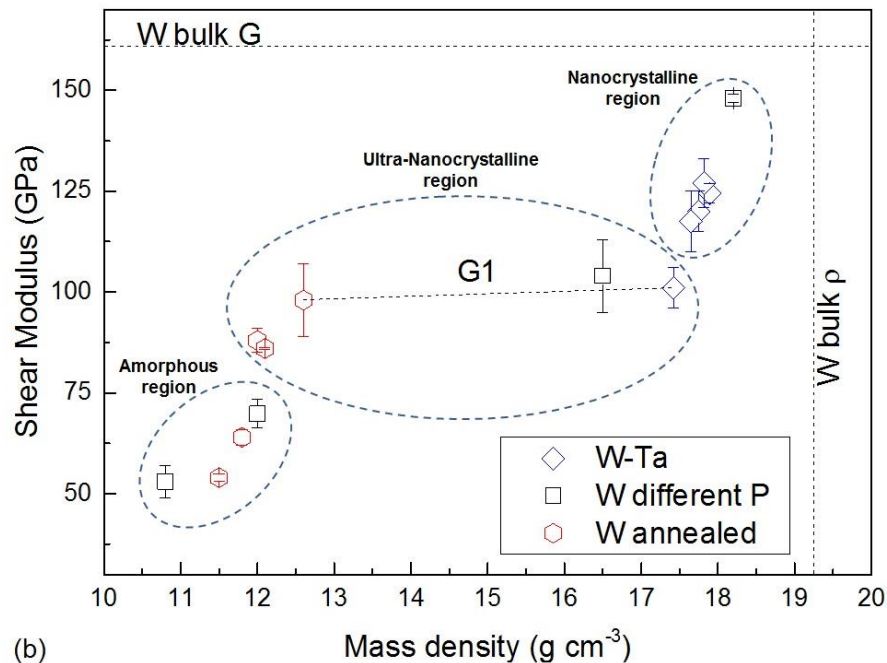 W bulk G
Nanocrystalline
region
Ultra-Nanocrystalline
region
G1
Amorphous
region
W bulk ρ
W-Ta
W different P
W annealed
Shear Modulus (GPa)
150
125
100
75
50
10 11 12 13 14 15 16 17 18 19 20
Mass density (g cm⁻³)
(b)